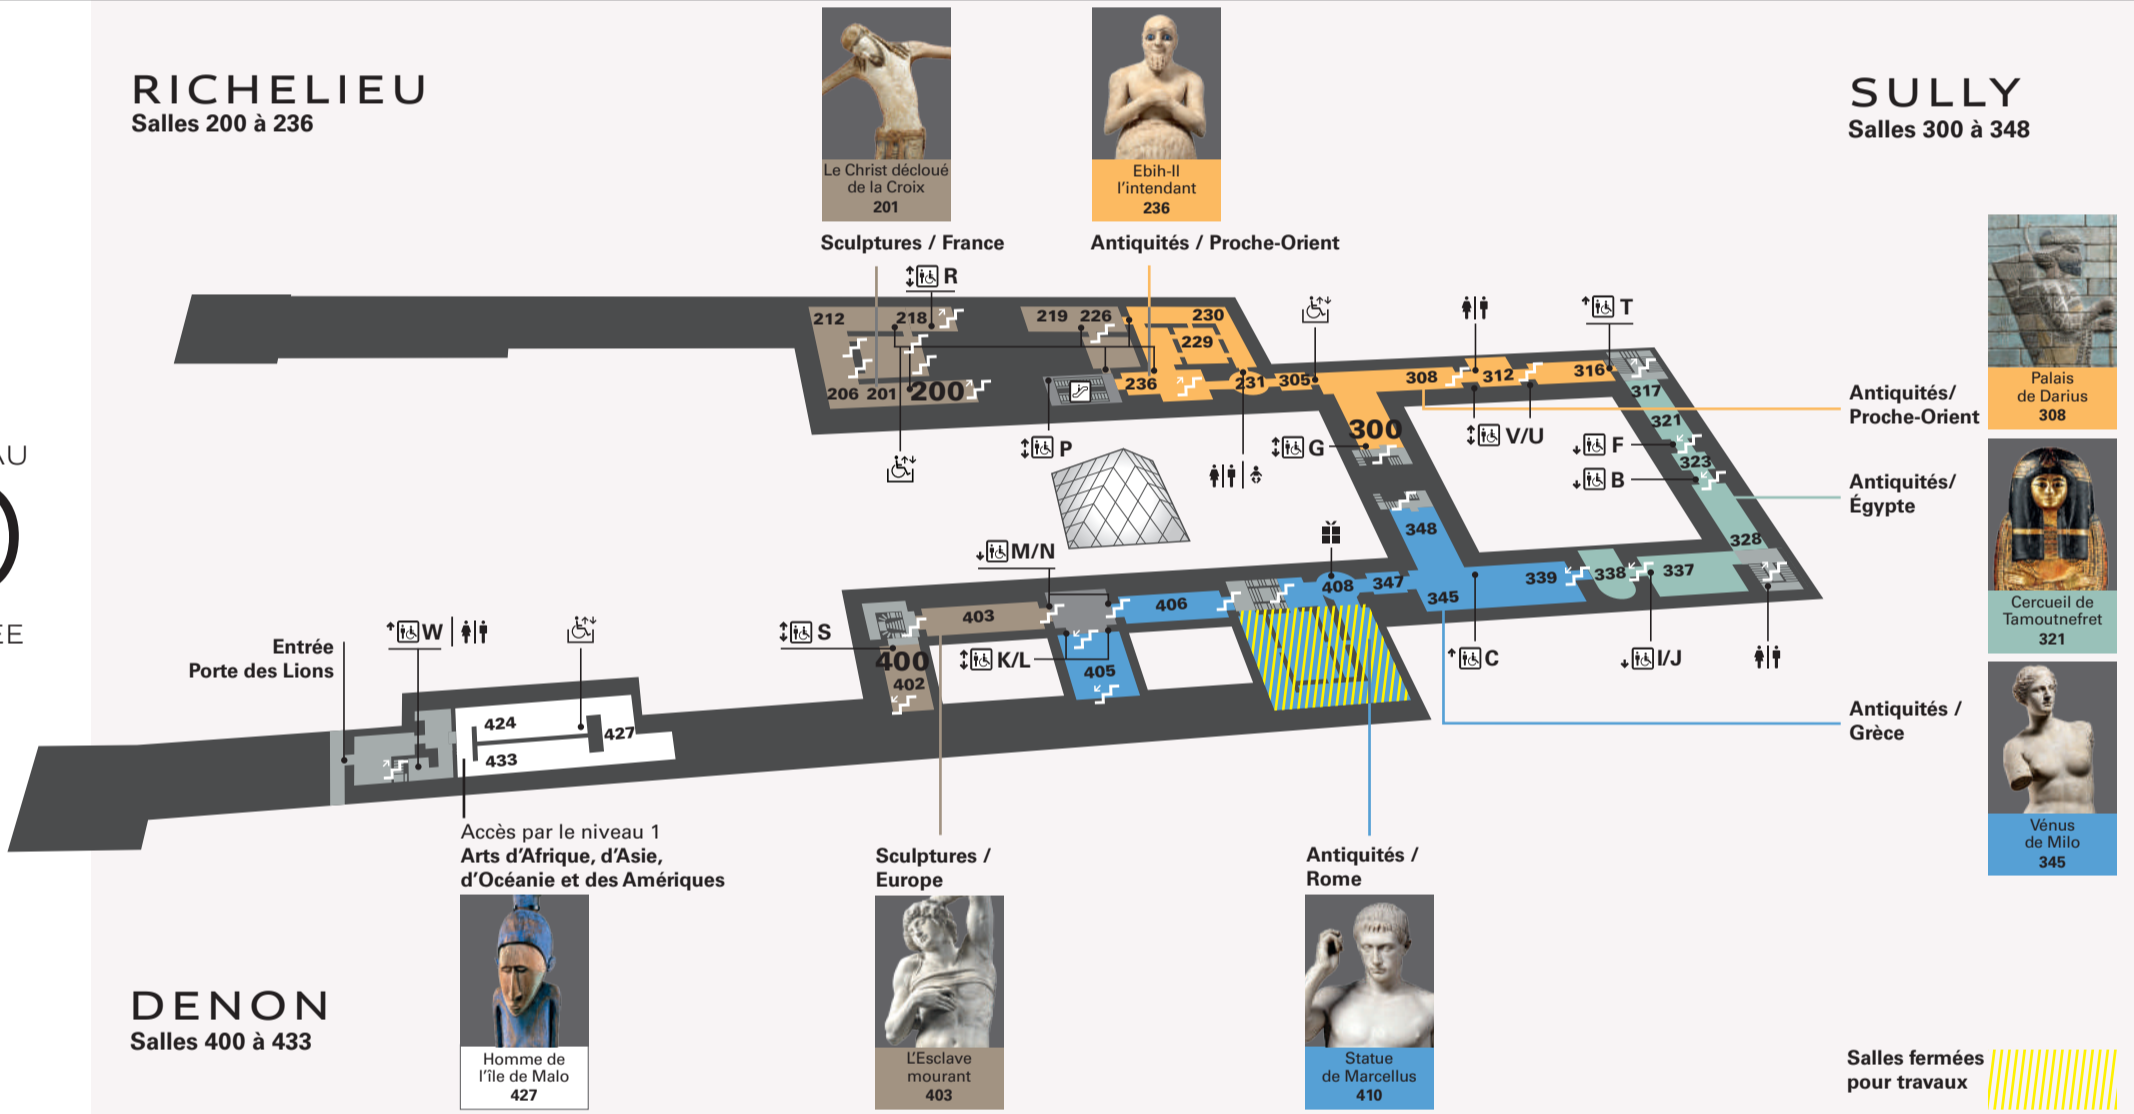 RICHELIEU
Salles 200 à 236
SULLY
Salles 300 à 348
Le Christ décloué
de la Croix
201
Ebih-Il
l'intendant
236
Sculptures / France
Antiquités / Proche-Orient
R
212
218
219
226
230
229
206
201
200
236
231
305
308
312
316
T
317
321
323
328
300
G
V/U
F
B
P
Palais
de Darius
308
Antiquités/
Proche-Orient
Antiquités/
Égypte
Cercueil de
Tamoutnefret
321
AU
ÉE
M/N
348
403
406
408
347
345
339
338
337
S
400
402
K/L
405
C
I/J
Entrée
Porte des Lions
W
424
433
427
Antiquités /
Grèce
Vénus
de Milo
345
Accès par le niveau 1
Arts d'Afrique, d'Asie,
d'Océanie et des Amériques
Sculptures /
Europe
Antiquités /
Rome
DENON
Salles 400 à 433
Homme de
l'île de Malo
427
L'Esclave
mourant
403
Statue
de Marcellus
410
Salles fermées
pour travaux